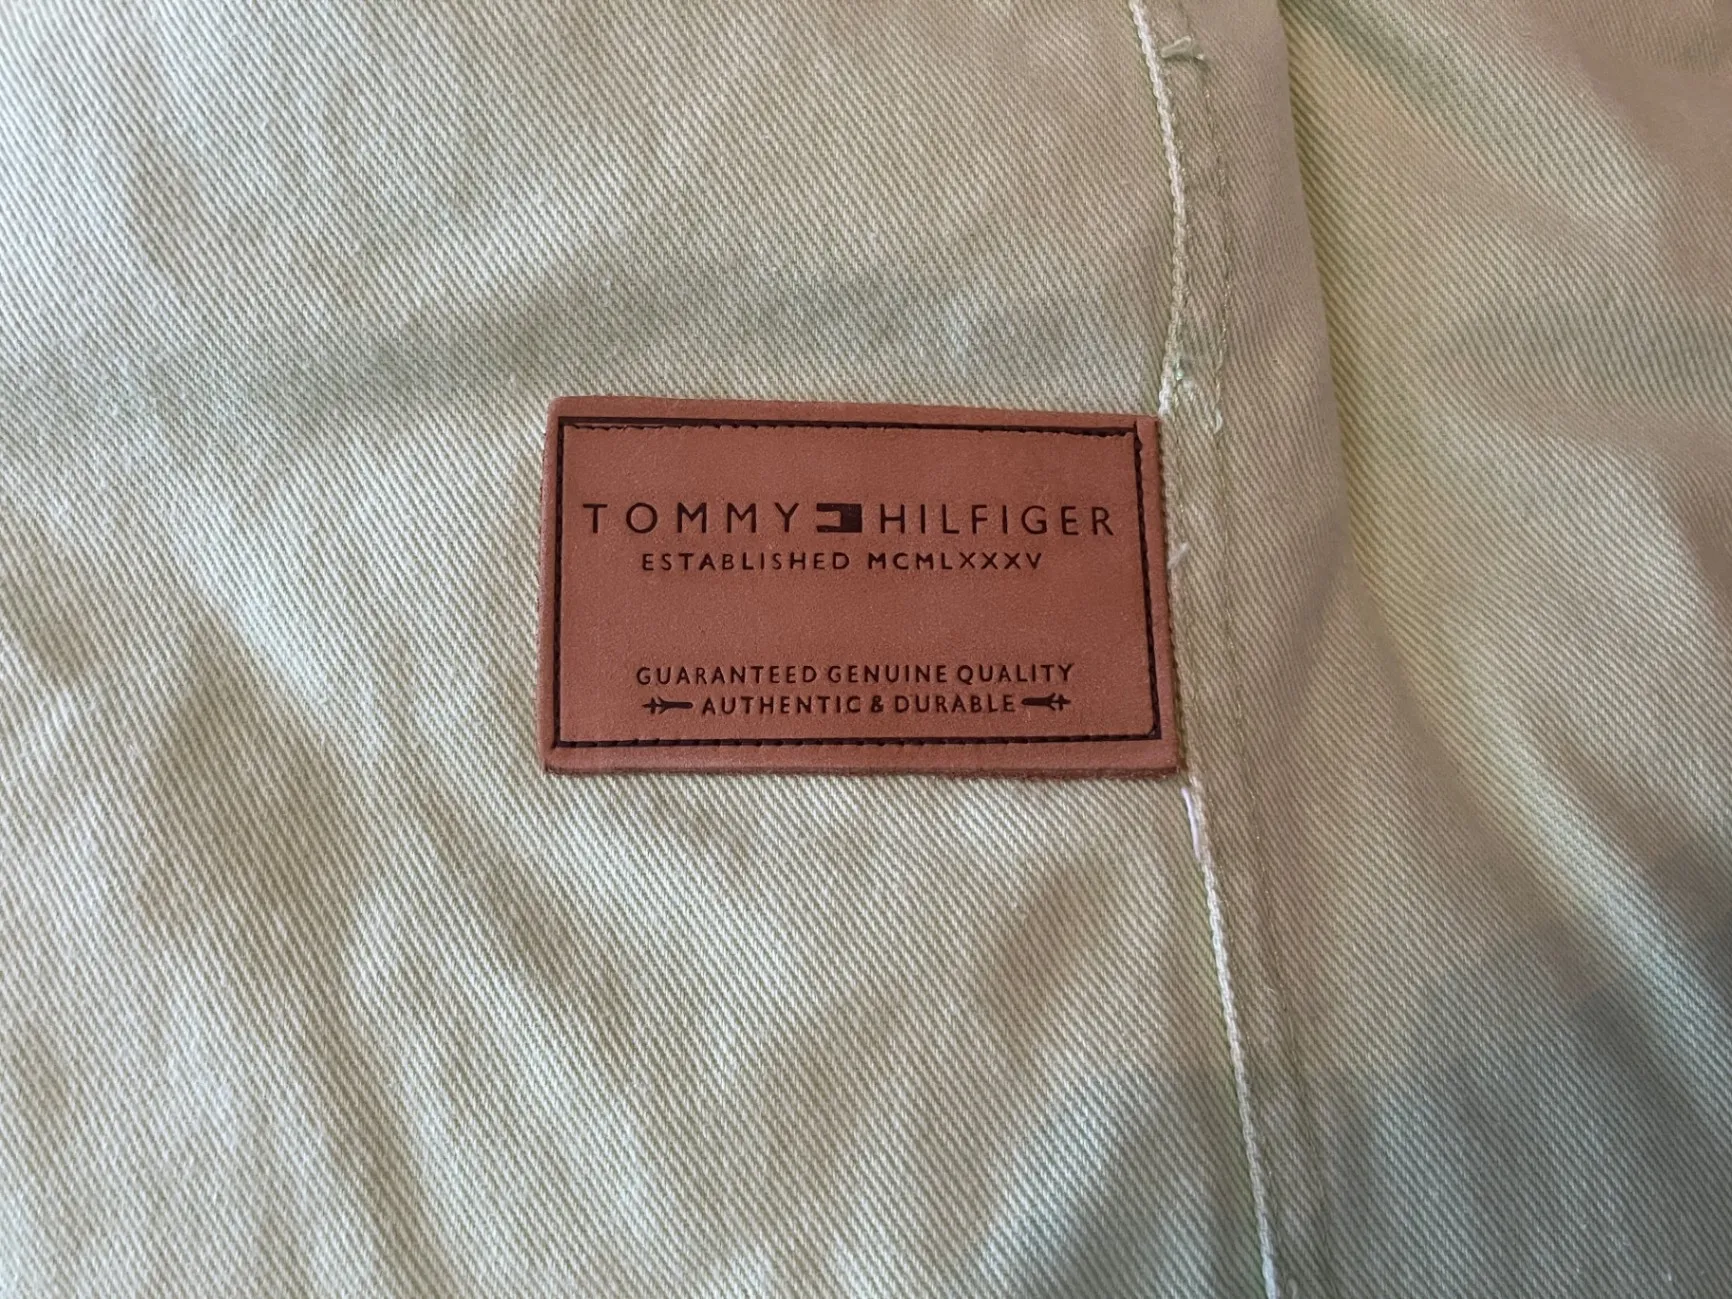 TOMMY HILFIGER
ESTABLISHED MCMLXXXV
GUARANTEED GENUINE QUALITY
AUTHENTIC & DURABLE